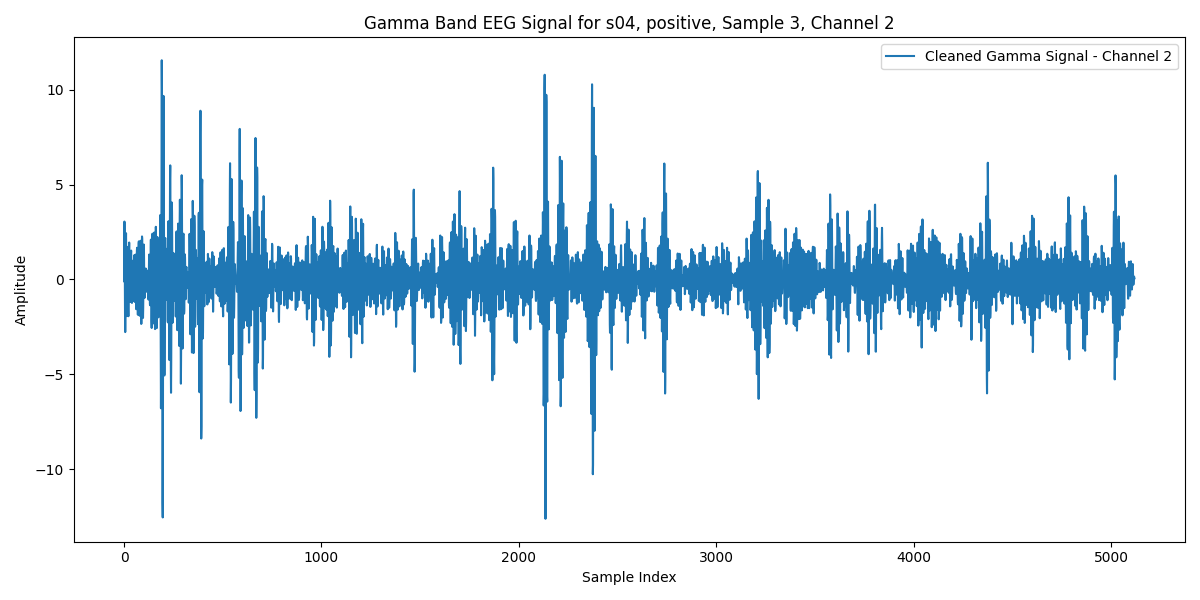 Gamma Band EEG Signal for s04, positive, Sample 3, Channel 2
Cleaned Gamma Signal - Channel 2
10
5
0
−5
−10
Amplitude
0 1000 2000 3000 4000 5000
Sample Index